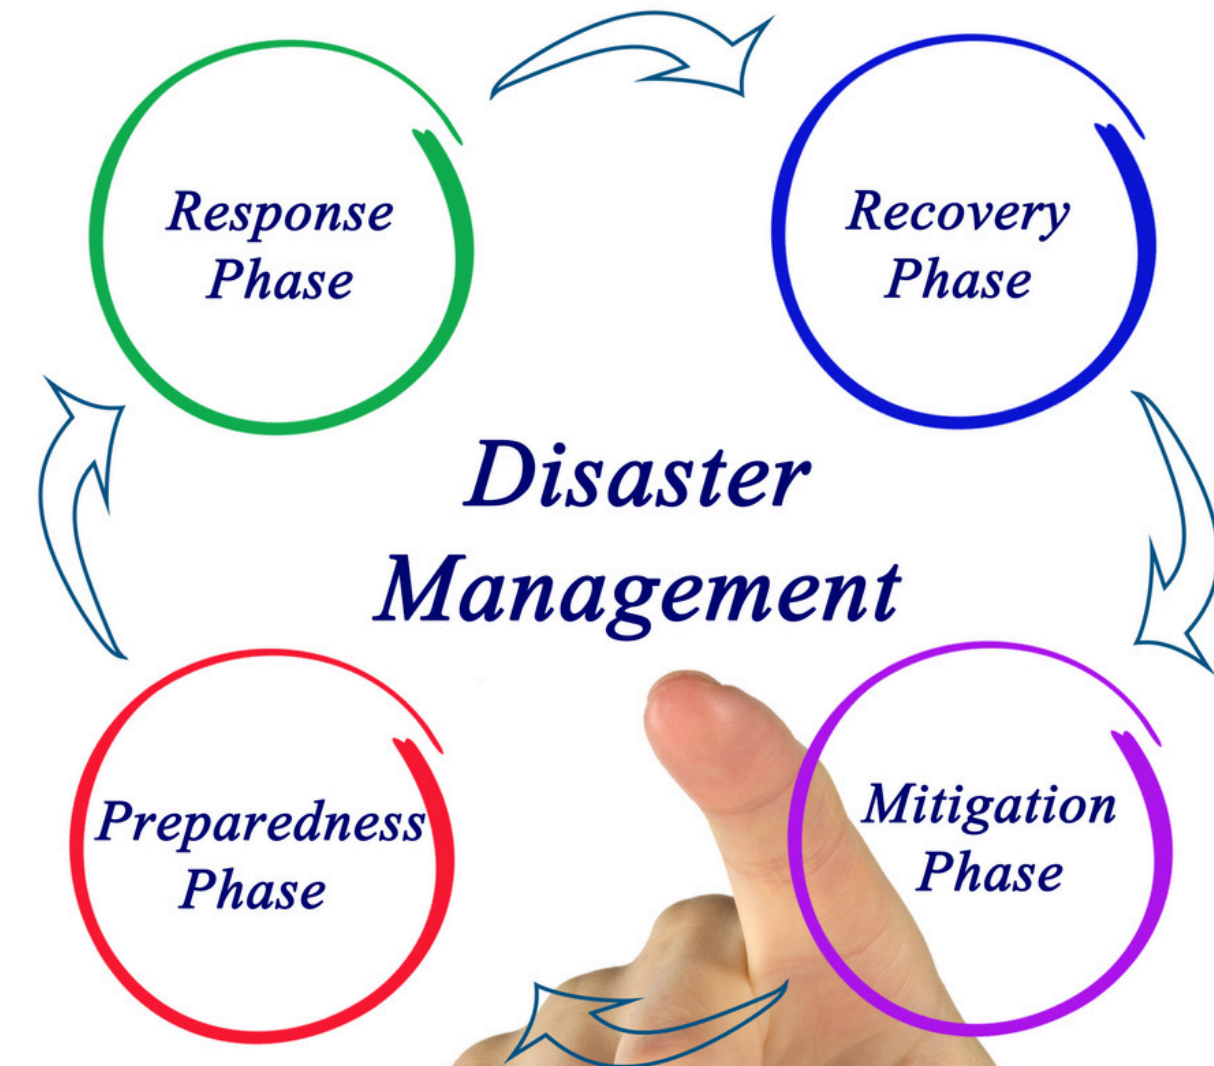 Response
Phase
Recovery
Phase
Disaster
Management
Preparedness
Phase
Mitigation
Phase